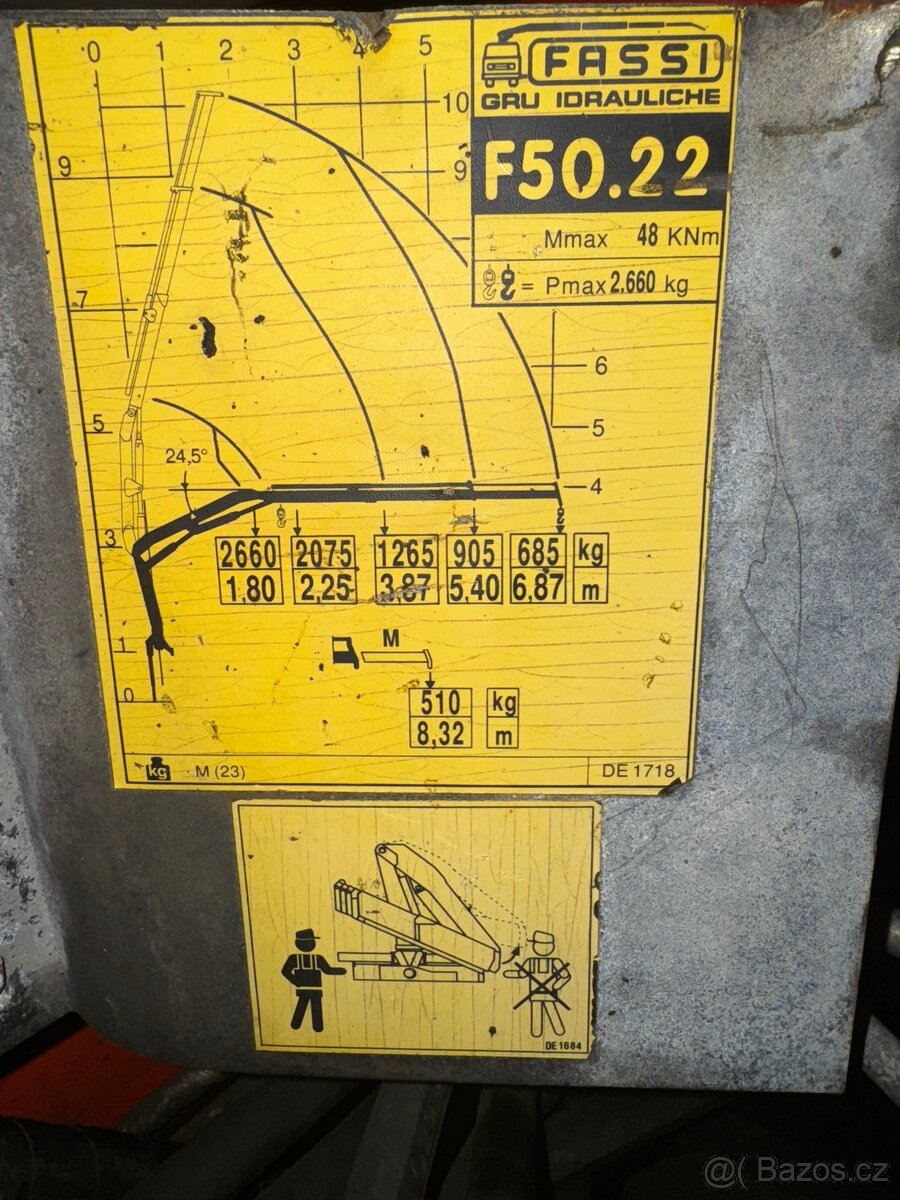 0 1 2 3 4 5
FASSI
GRU IDRAULICHE
10
9
9
F50.22
Mmax 48 KNm
= Pmax 2.660 kg
7
6
5
5
24,5°
4
3
2660 2075 1265 905 685 kg
1,80 2,25 3,87 5,40 6,87 m
M
1
510 kg
0
8,32 m
kg M (23) DE 1718
DE 1684
@( Bazos.cz